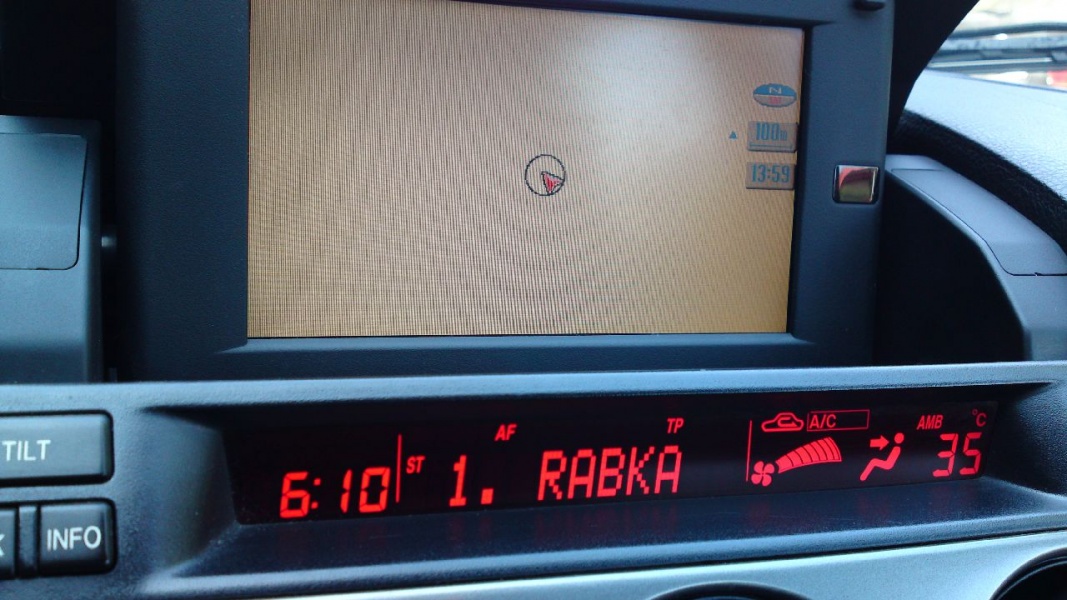 N
100m
13:59
AF TP A/C AMB °C
6:10 ST 1. RABKA 35
TILT
INFO